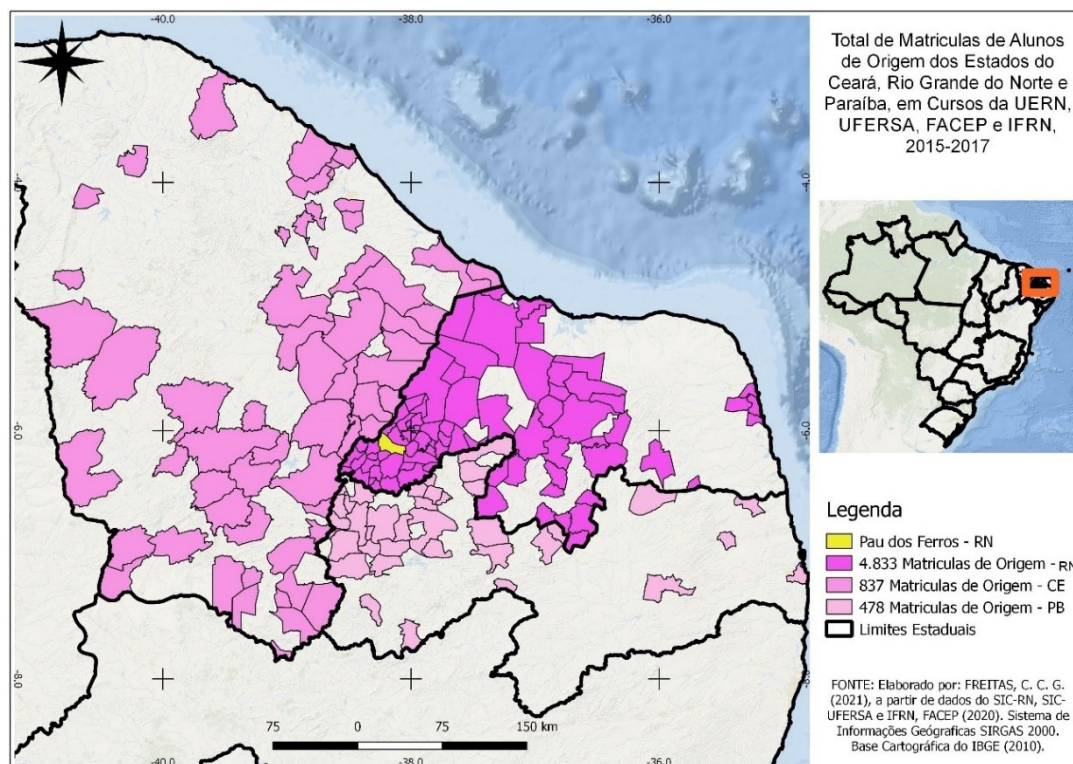 -40.0
-38.0
-36.0
-4.0
-4.0
-6.0
-6.0
-8.0
-8.0
-40.0
-38.0
-36.0
75
0
75
150 km
Total de Matriculas de Alunos
de Origem dos Estados do
Ceará, Rio Grande do Norte e
Paraíba, em Cursos da UERN,
UFERSA, FACEP e IFRN,
2015-2017
Legenda
Pau dos Ferros - RN
4.833 Matriculas de Origem - RN
837 Matriculas de Origem - CE
478 Matriculas de Origem - PB
Limites Estaduais
FONTE: Elaborado por: FREITAS, C. C. G.
(2021), a partir de dados do SIC-RN, SIC-
UFERSA e IFRN, FACEP (2020). Sistema de
Informações Geógraficas SIRGAS 2000.
Base Cartográfica do IBGE (2010).